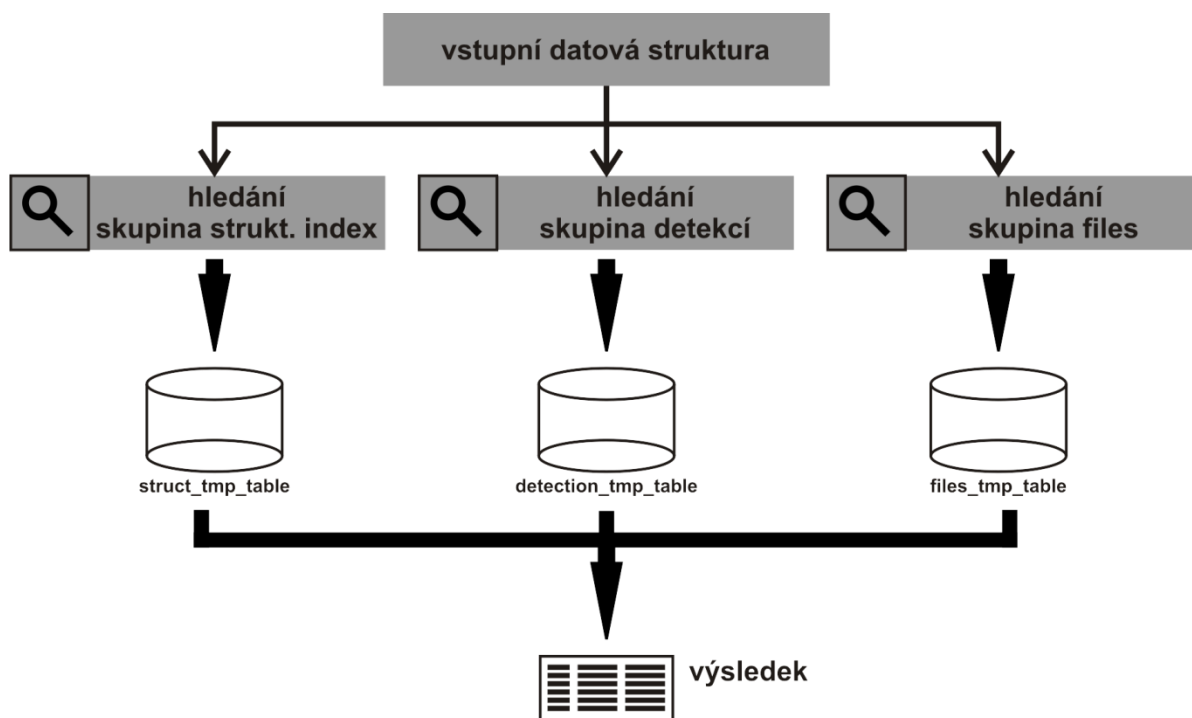 vstupní datová struktura
hledání
skupina strukt. index
hledání
skupina detekcí
hledání
skupina files
struct_tmp_table
detection_tmp_table
files_tmp_table
výsledek